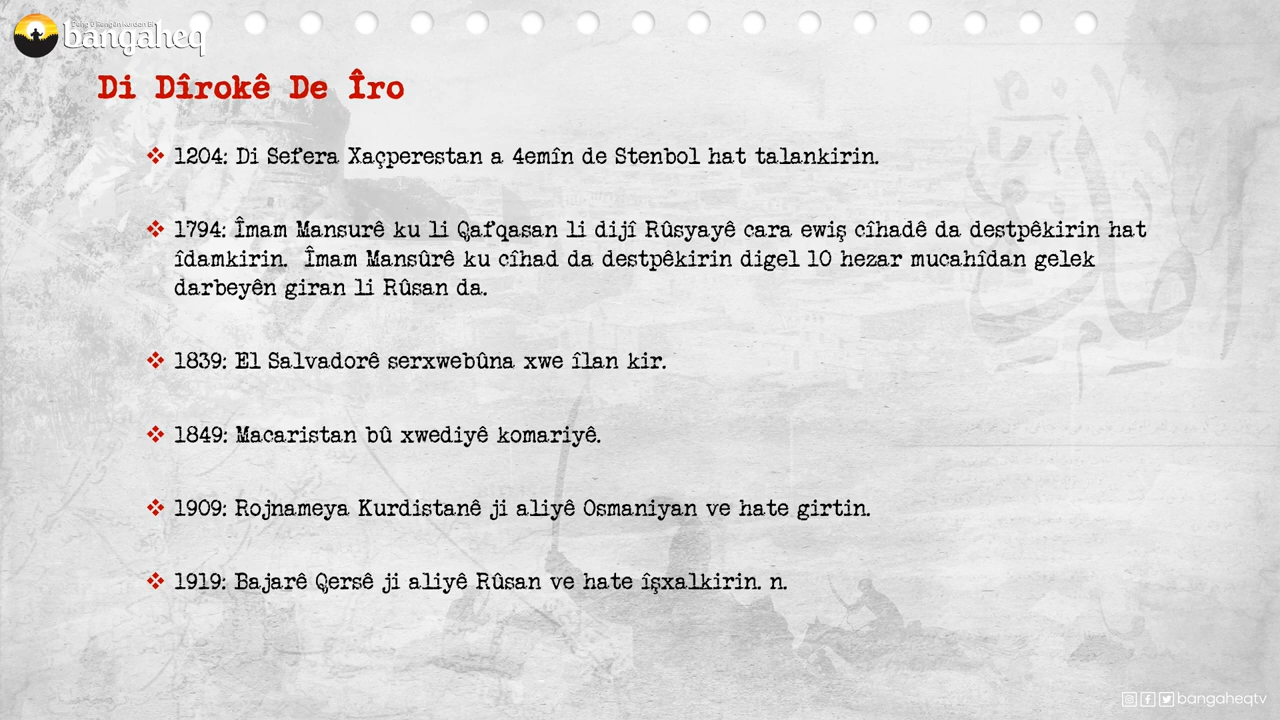 bangaheq
Di Dîrokê De Îro
1204: Di Sefera Xaçperestan a 4emîn de Stenbol hat talankirin.
1794: Îmam Mansurê ku li Qafqasan li dijî Rûsyayê cara ewiş cîhadê da destpêkirin hat
îdamkirin. Îmam Mansûrê ku cîhad da destpêkirin digel 10 hezar mucahîdan gelek
darbeyên giran li Rûsan da.
1839: El Salvadorê serxwebûna xwe îlan kir.
1849: Macaristan bû xwediyê komariyê.
1909: Rojnameya Kurdistanê ji aliyê Osmaniyan ve hate girtin.
1919: Bajarê Qersê ji aliyê Rûsan ve hate îşxalkirin. n.
bangaheqtv